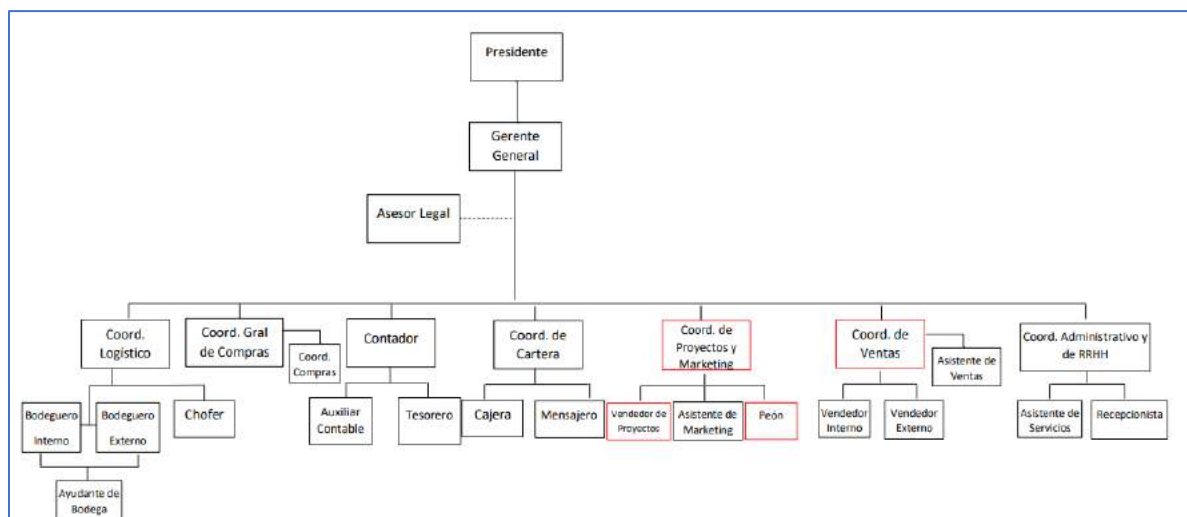 Presidente
Gerente
General
Asesor Legal
Coord.
Logístico
Coord. Gral
de Compras
Coord.
Compras
Contador
Coord. de
Cartera
Coord. de
Proyectos y
Marketing
Coord. de
Ventas
Asistente de
Ventas
Coord. Administrativo y
de RRHH
Bodeguero
Interno
Bodeguero
Externo
Chofer
Auxiliar
Contable
Tesorero
Cajera
Mensajero
Vendedor de
Proyectos
Asistente de
Marketing
Peón
Vendedor
Interno
Vendedor
Externo
Asistente de
Servicios
Recepcionista
Ayudante de
Bodega